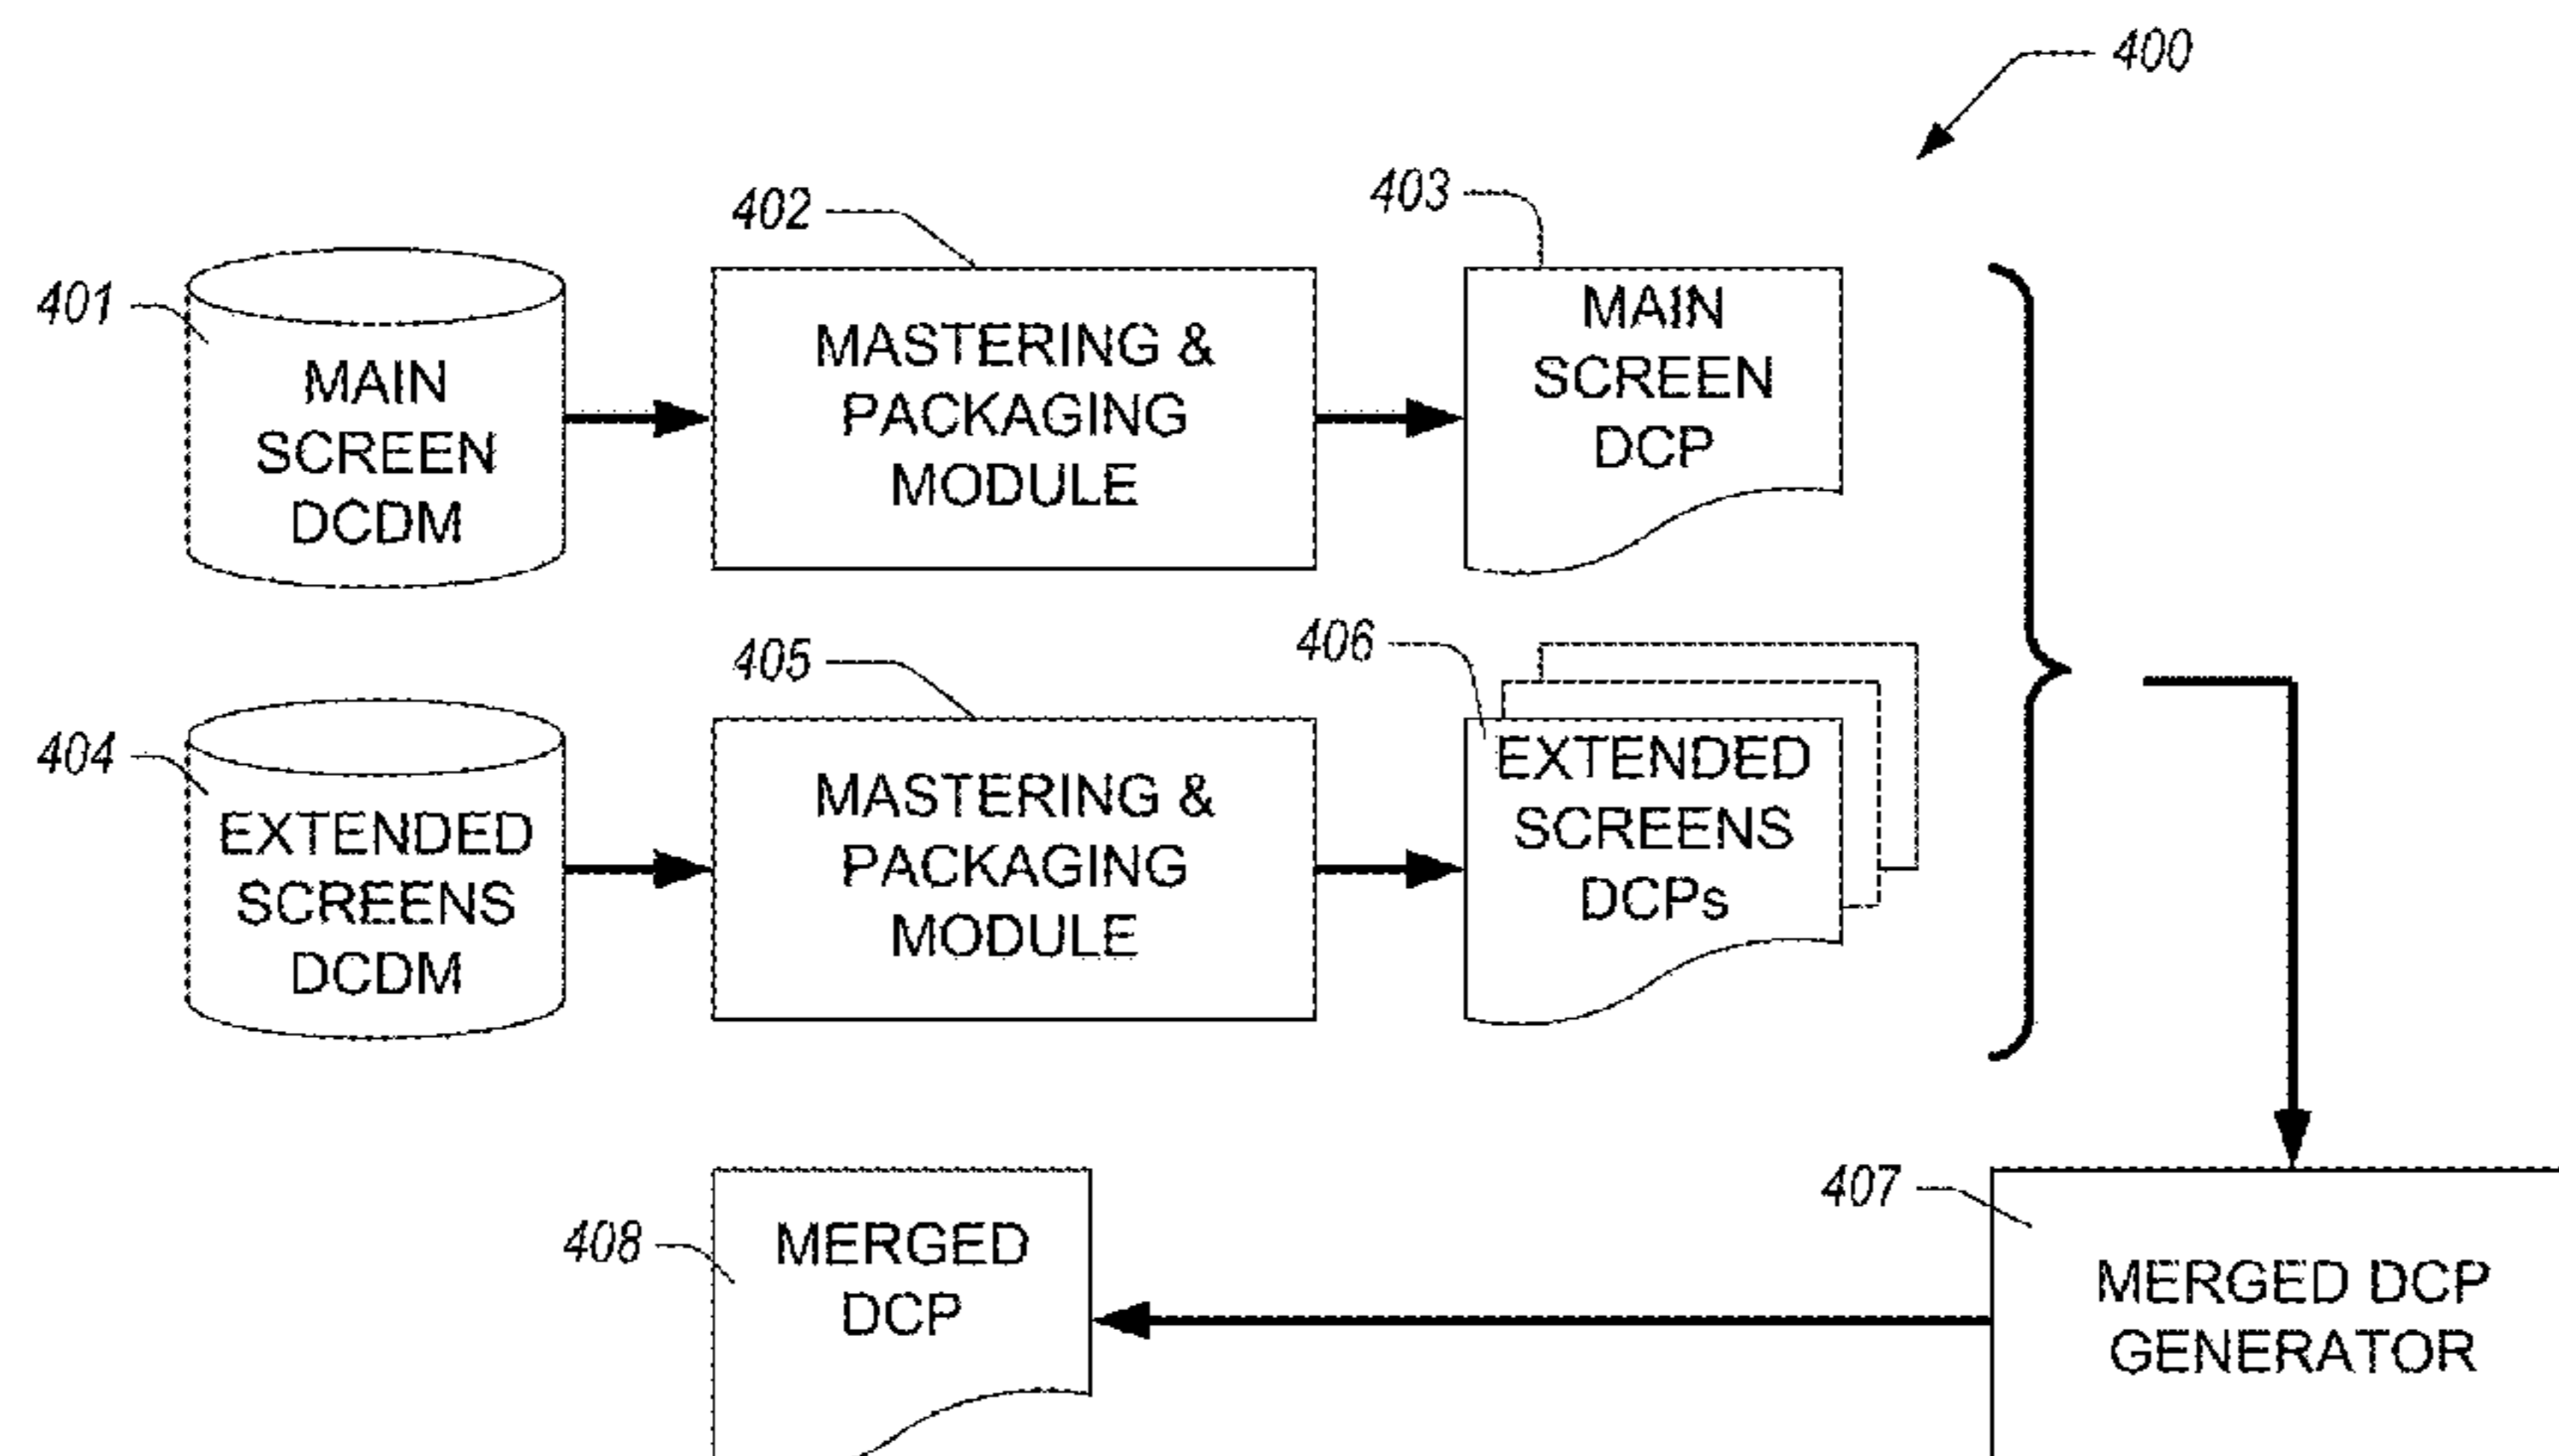 400
401
MAIN
SCREEN
DCDM
402
MASTERING &
PACKAGING
MODULE
403
MAIN
SCREEN
DCP
404
EXTENDED
SCREENS
DCDM
405
MASTERING &
PACKAGING
MODULE
406
EXTENDED
SCREENS
DCPs
407
MERGED DCP
GENERATOR
408
MERGED
DCP